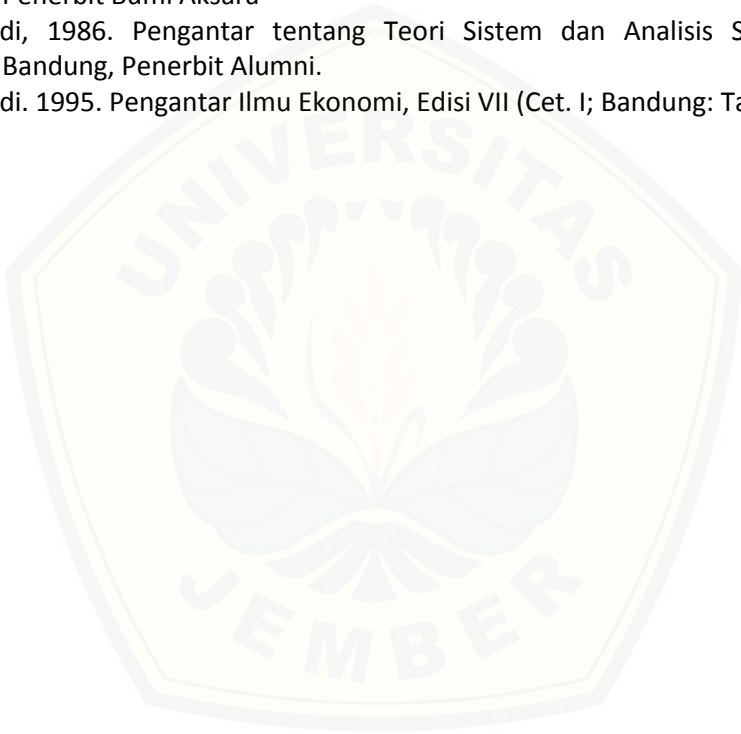 Penerbit Bumi Aksara
di, 1986. Pengantar tentang Teori Sistem dan Analisis S
Bandung, Penerbit Alumni.
di. 1995. Pengantar Ilmu Ekonomi, Edisi VII (Cet. I; Bandung: Ta
UNIVERSITAS
JEMBER